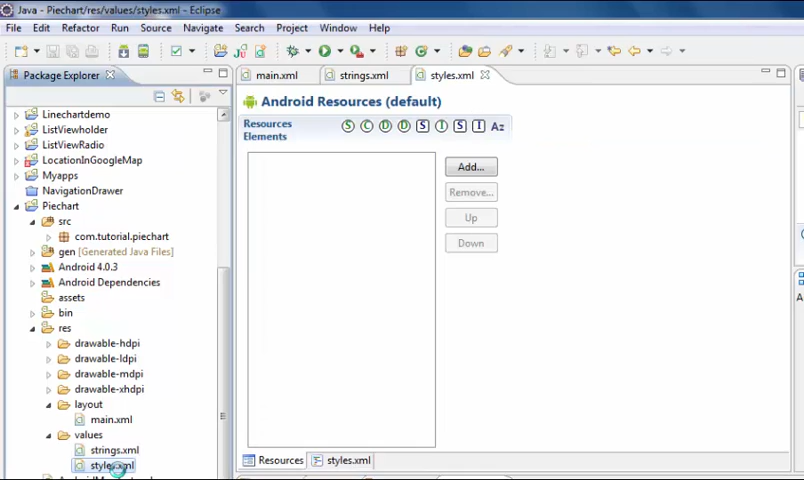 Java - Piechart/res/values/styles.xml - Eclipse
File Edit Refactor Run Source Navigate Search Project Window Help
Package Explorer
main.xml strings.xml styles.xml
Android Resources (default)
Resources Elements
S C D D S I S I Az
Linechartdemo
ListViewholder
ListViewRadio
LocationInGoogleMap
Myapps
NavigationDrawer
Piechart
src
com.tutorial.piechart
gen [Generated Java Files]
Android 4.0.3
Android Dependencies
assets
bin
res
drawable-hdpi
drawable-ldpi
drawable-mdpi
drawable-xhdpi
layout
main.xml
values
strings.xml
styles.xml
Add...
Remove...
Up
Down
Resources styles.xml